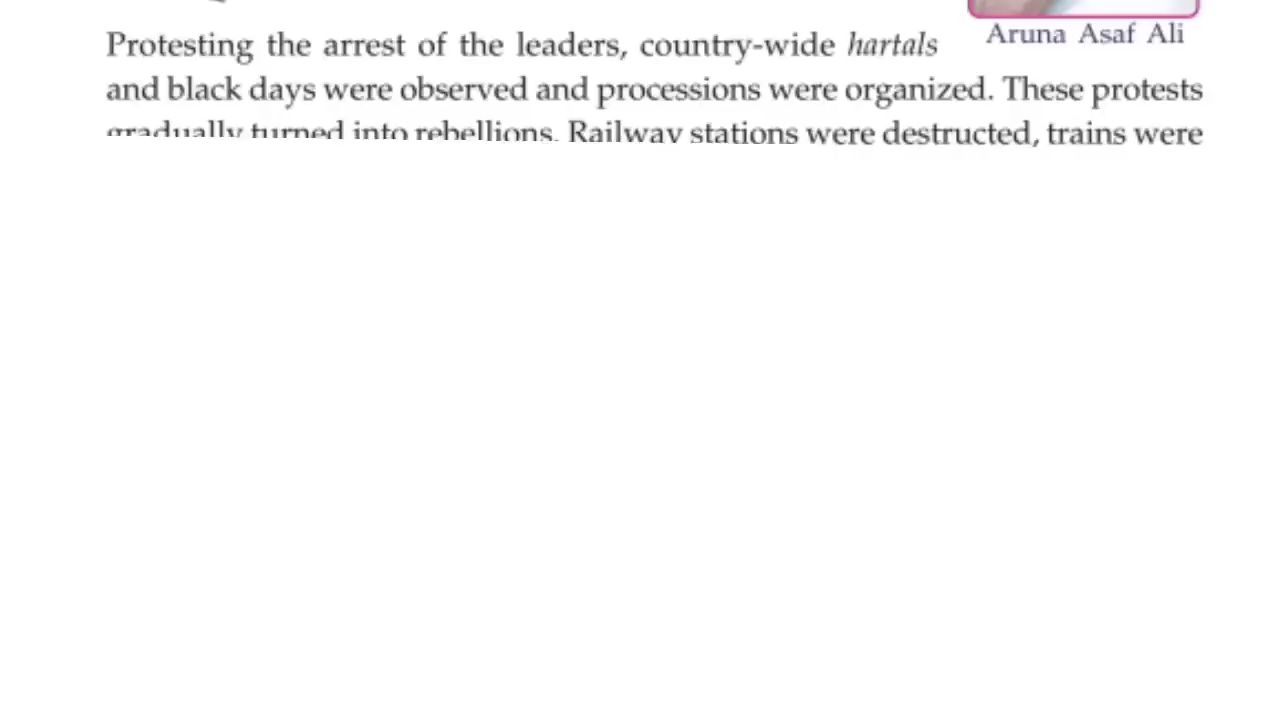 Aruna Asaf Ali
Protesting the arrest of the leaders, country-wide hartals
and black days were observed and processions were organized. These protests
gradually turned into rebellions. Railway stations were destructed, trains were